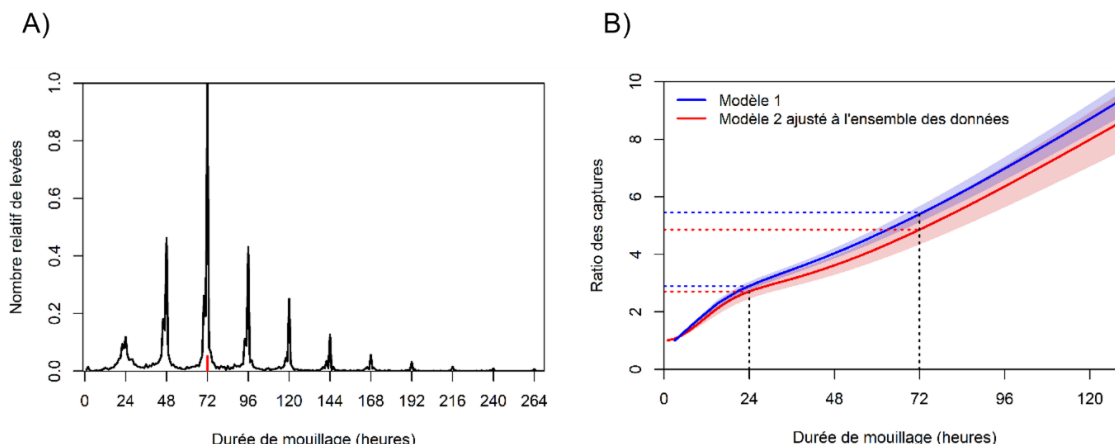 A)
Nombre relatif de levées
1.0
0.8
0.6
0.4
0.2
0.0
0 24 48 72 96 120 144 168 192 216 240 264
Durée de mouillage (heures)
B)
Ratio des captures
10
8
6
4
2
0
Modèle 1
Modèle 2 ajusté à l'ensemble des données
0 24 48 72 96 120
Durée de mouillage (heures)